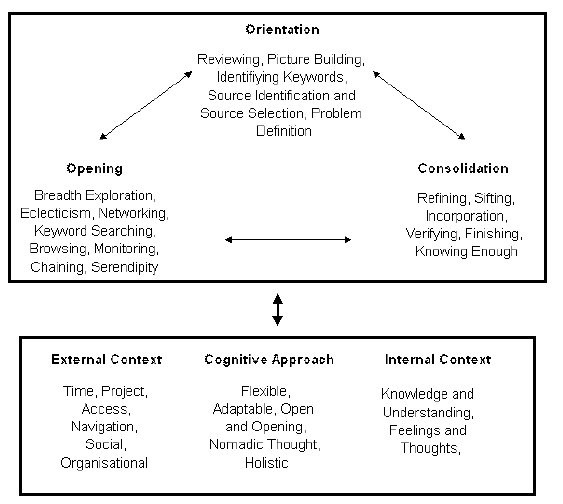 Orientation
Reviewing, Picture Building,
Identifiying Keywords,
Source Identification and
Source Selection, Problem
Definition
Opening
Breadth Exploration,
Eclecticism, Networking,
Keyword Searching,
Browsing, Monitoring,
Chaining, Serendipity
Consolidation
Refining, Sifting,
Incorporation,
Verifying, Finishing,
Knowing Enough
External Context
Time, Project,
Access,
Navigation,
Social,
Organisational
Cognitive Approach
Flexible,
Adaptable, Open
and Opening,
Nomadic Thought,
Holistic
Internal Context
Knowledge and
Understanding,
Feelings and
Thoughts,